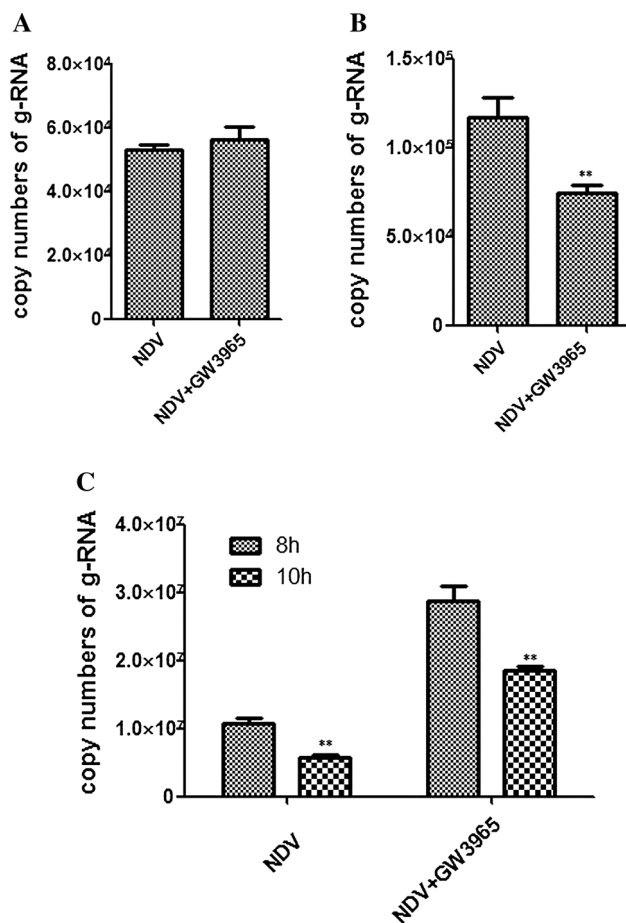 A
copy numbers of g-RNA
8.0×10⁴
6.0×10⁴
4.0×10⁴
2.0×10⁴
0
NDV
NDV+GW3965
B
copy numbers of g-RNA
1.5×10⁵
1.0×10⁵
5.0×10⁴
0
**
NDV
NDV+GW3965
C
copy numbers of g-RNA
4.0×10⁷
3.0×10⁷
2.0×10⁷
1.0×10⁷
0
8h
10h
**
**
NDV
NDV+GW3965